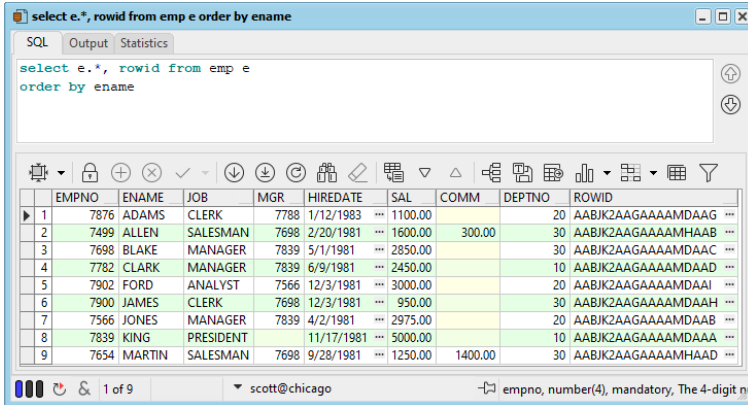 select e.*, rowid from emp e order by ename
SQL Output Statistics
select e.*, rowid from emp e
order by ename
EMPNO ENAME JOB MGR HIREDATE SAL COMM DEPTNO ROWID
1 7876 ADAMS CLERK 7788 1/12/1983 ... 1100.00 20 AABJK2AAGAAAAMDAAG ...
2 7499 ALLEN SALESMAN 7698 2/20/1981 ... 1600.00 300.00 30 AABJK2AAGAAAAMHAAB ...
3 7698 BLAKE MANAGER 7839 5/1/1981 ... 2850.00 30 AABJK2AAGAAAAMDAAC ...
4 7782 CLARK MANAGER 7839 6/9/1981 ... 2450.00 10 AABJK2AAGAAAAMDAAD ...
5 7902 FORD ANALYST 7566 12/3/1981 ... 3000.00 20 AABJK2AAGAAAAMDAAI ...
6 7900 JAMES CLERK 7698 12/3/1981 ... 950.00 30 AABJK2AAGAAAAMDAAH ...
7 7566 JONES MANAGER 7839 4/2/1981 ... 2975.00 20 AABJK2AAGAAAAMDAAB ...
8 7839 KING PRESIDENT 11/17/1981 ... 5000.00 10 AABJK2AAGAAAAMDAAA ...
9 7654 MARTIN SALESMAN 7698 9/28/1981 ... 1250.00 1400.00 30 AABJK2AAGAAAAMHAAD ...
& 1 of 9 scott@chicago empno, number(4), mandatory, The 4-digit n